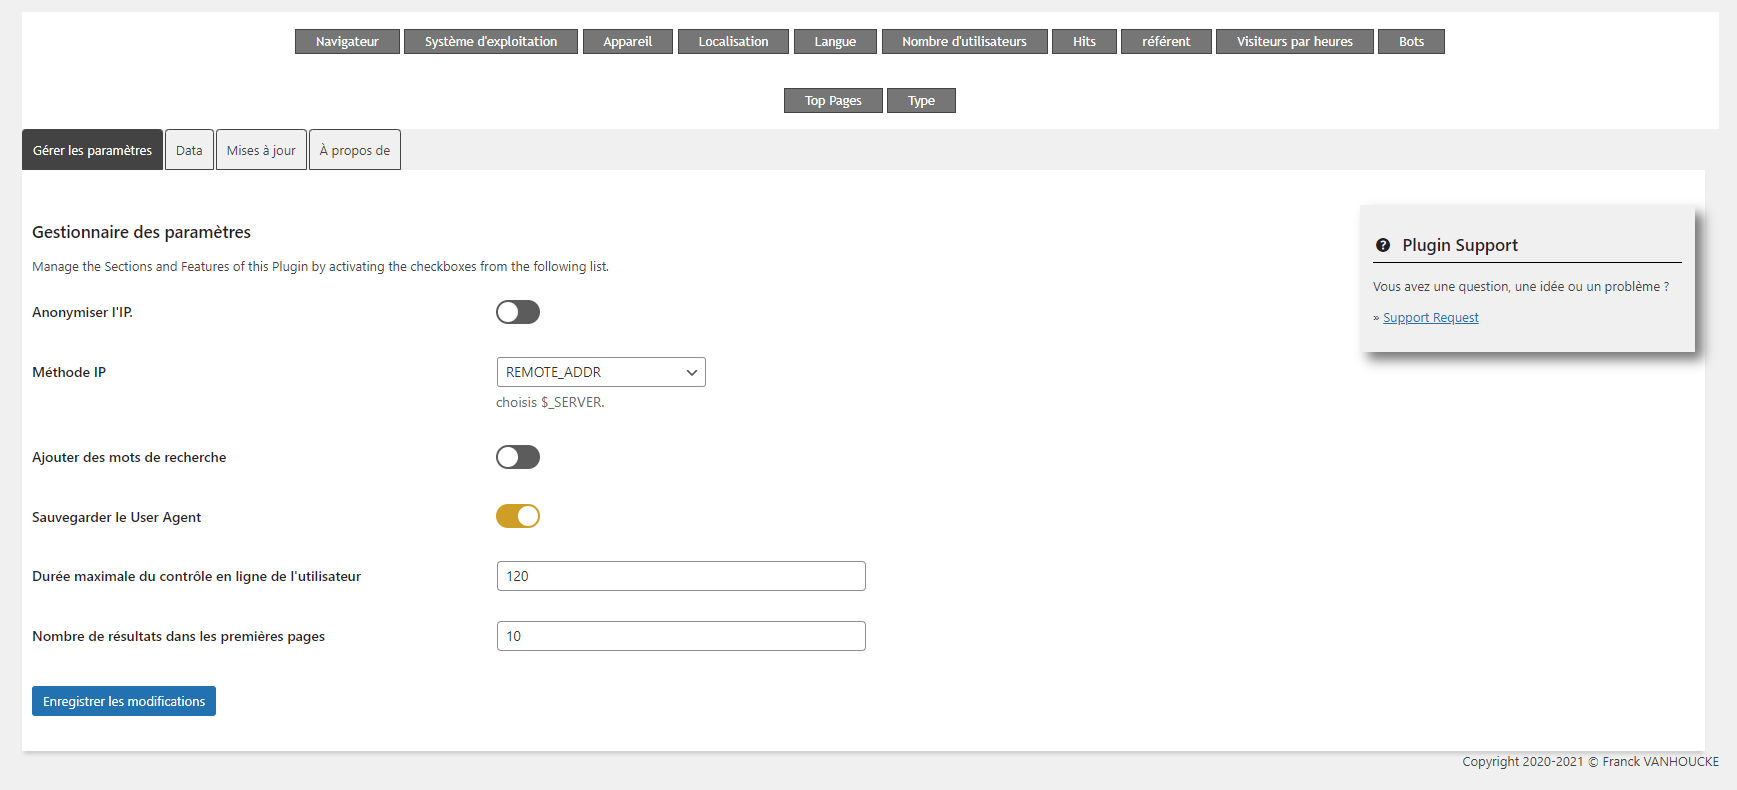 Navigateur Système d'exploitation Appareil Localisation Langue Nombre d'utilisateurs Hits référent Visiteurs par heures Bots
Top Pages Type
Gérer les paramètres Data Mises à jour À propos de
Gestionnaire des paramètres
Manage the Sections and Features of this Plugin by activating the checkboxes from the following list.
Anonymiser l'IP.
Méthode IP REMOTE_ADDR
choisis $_SERVER.
Ajouter des mots de recherche
Sauvegarder le User Agent
Durée maximale du contrôle en ligne de l'utilisateur 120
Nombre de résultats dans les premières pages 10
Enregistrer les modifications
Plugin Support
Vous avez une question, une idée ou un problème ?
» Support Request
Copyright 2020-2021 © Franck VANHOUCKE